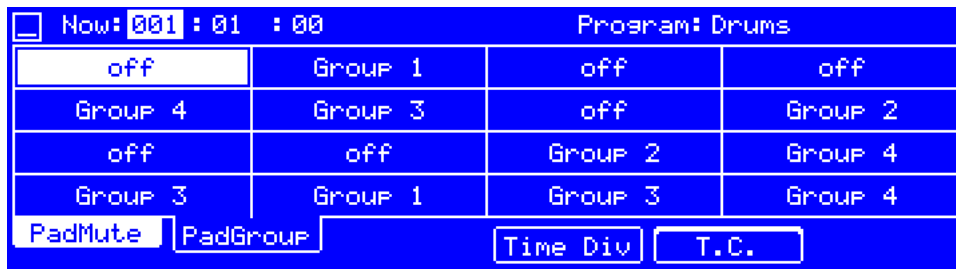 Now: 001 : 01 : 00 Program: Drums
off Group 1 off off
Group 4 Group 3 off Group 2
off off Group 2 Group 4
Group 3 Group 1 Group 3 Group 4
PadMute PadGroup Time Div T.C.